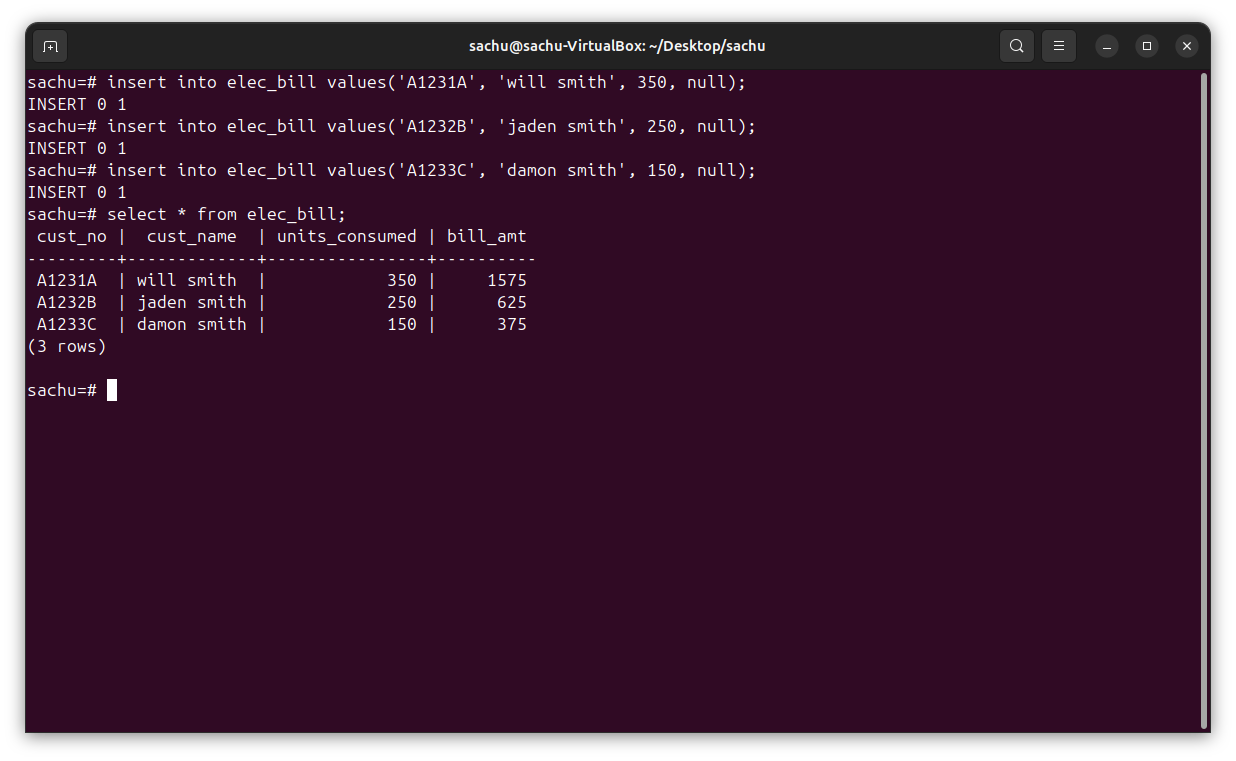 sachu@sachu-VirtualBox: ~/Desktop/sachu
sachu=# insert into elec_bill values('A1231A', 'will smith', 350, null);
INSERT 0 1
sachu=# insert into elec_bill values('A1232B', 'jaden smith', 250, null);
INSERT 0 1
sachu=# insert into elec_bill values('A1233C', 'damon smith', 150, null);
INSERT 0 1
sachu=# select * from elec_bill;
 cust_no |  cust_name  | units_consumed | bill_amt
---------+-------------+----------------+----------
 A1231A  | will smith  |            350 |     1575
 A1232B  | jaden smith |            250 |      625
 A1233C  | damon smith |            150 |      375
(3 rows)
sachu=#